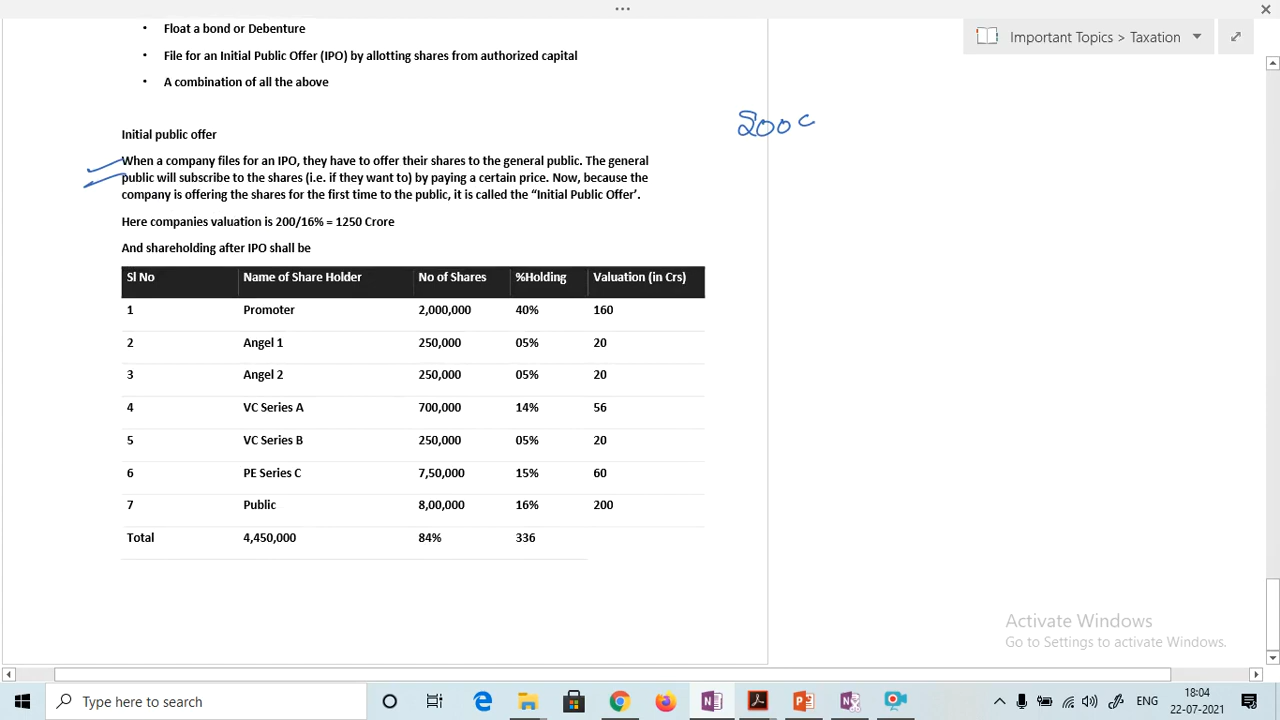 Important Topics > Taxation
• Float a bond or Debenture
• File for an Initial Public Offer (IPO) by allotting shares from authorized capital
• A combination of all the above
200 c
Initial public offer
When a company files for an IPO, they have to offer their shares to the general public. The general
public will subscribe to the shares (i.e. if they want to) by paying a certain price. Now, because the
company is offering the shares for the first time to the public, it is called the “Initial Public Offer’.
Here companies valuation is 200/16% = 1250 Crore
And shareholding after IPO shall be
Sl No Name of Share Holder No of Shares %Holding Valuation (in Crs)
1 Promoter 2,000,000 40% 160
2 Angel 1 250,000 05% 20
3 Angel 2 250,000 05% 20
4 VC Series A 700,000 14% 56
5 VC Series B 250,000 05% 20
6 PE Series C 7,50,000 15% 60
7 Public 8,00,000 16% 200
Total 4,450,000 84% 336
Activate Windows
Go to Settings to activate Windows.
Type here to search
ENG
18:04
22-07-2021